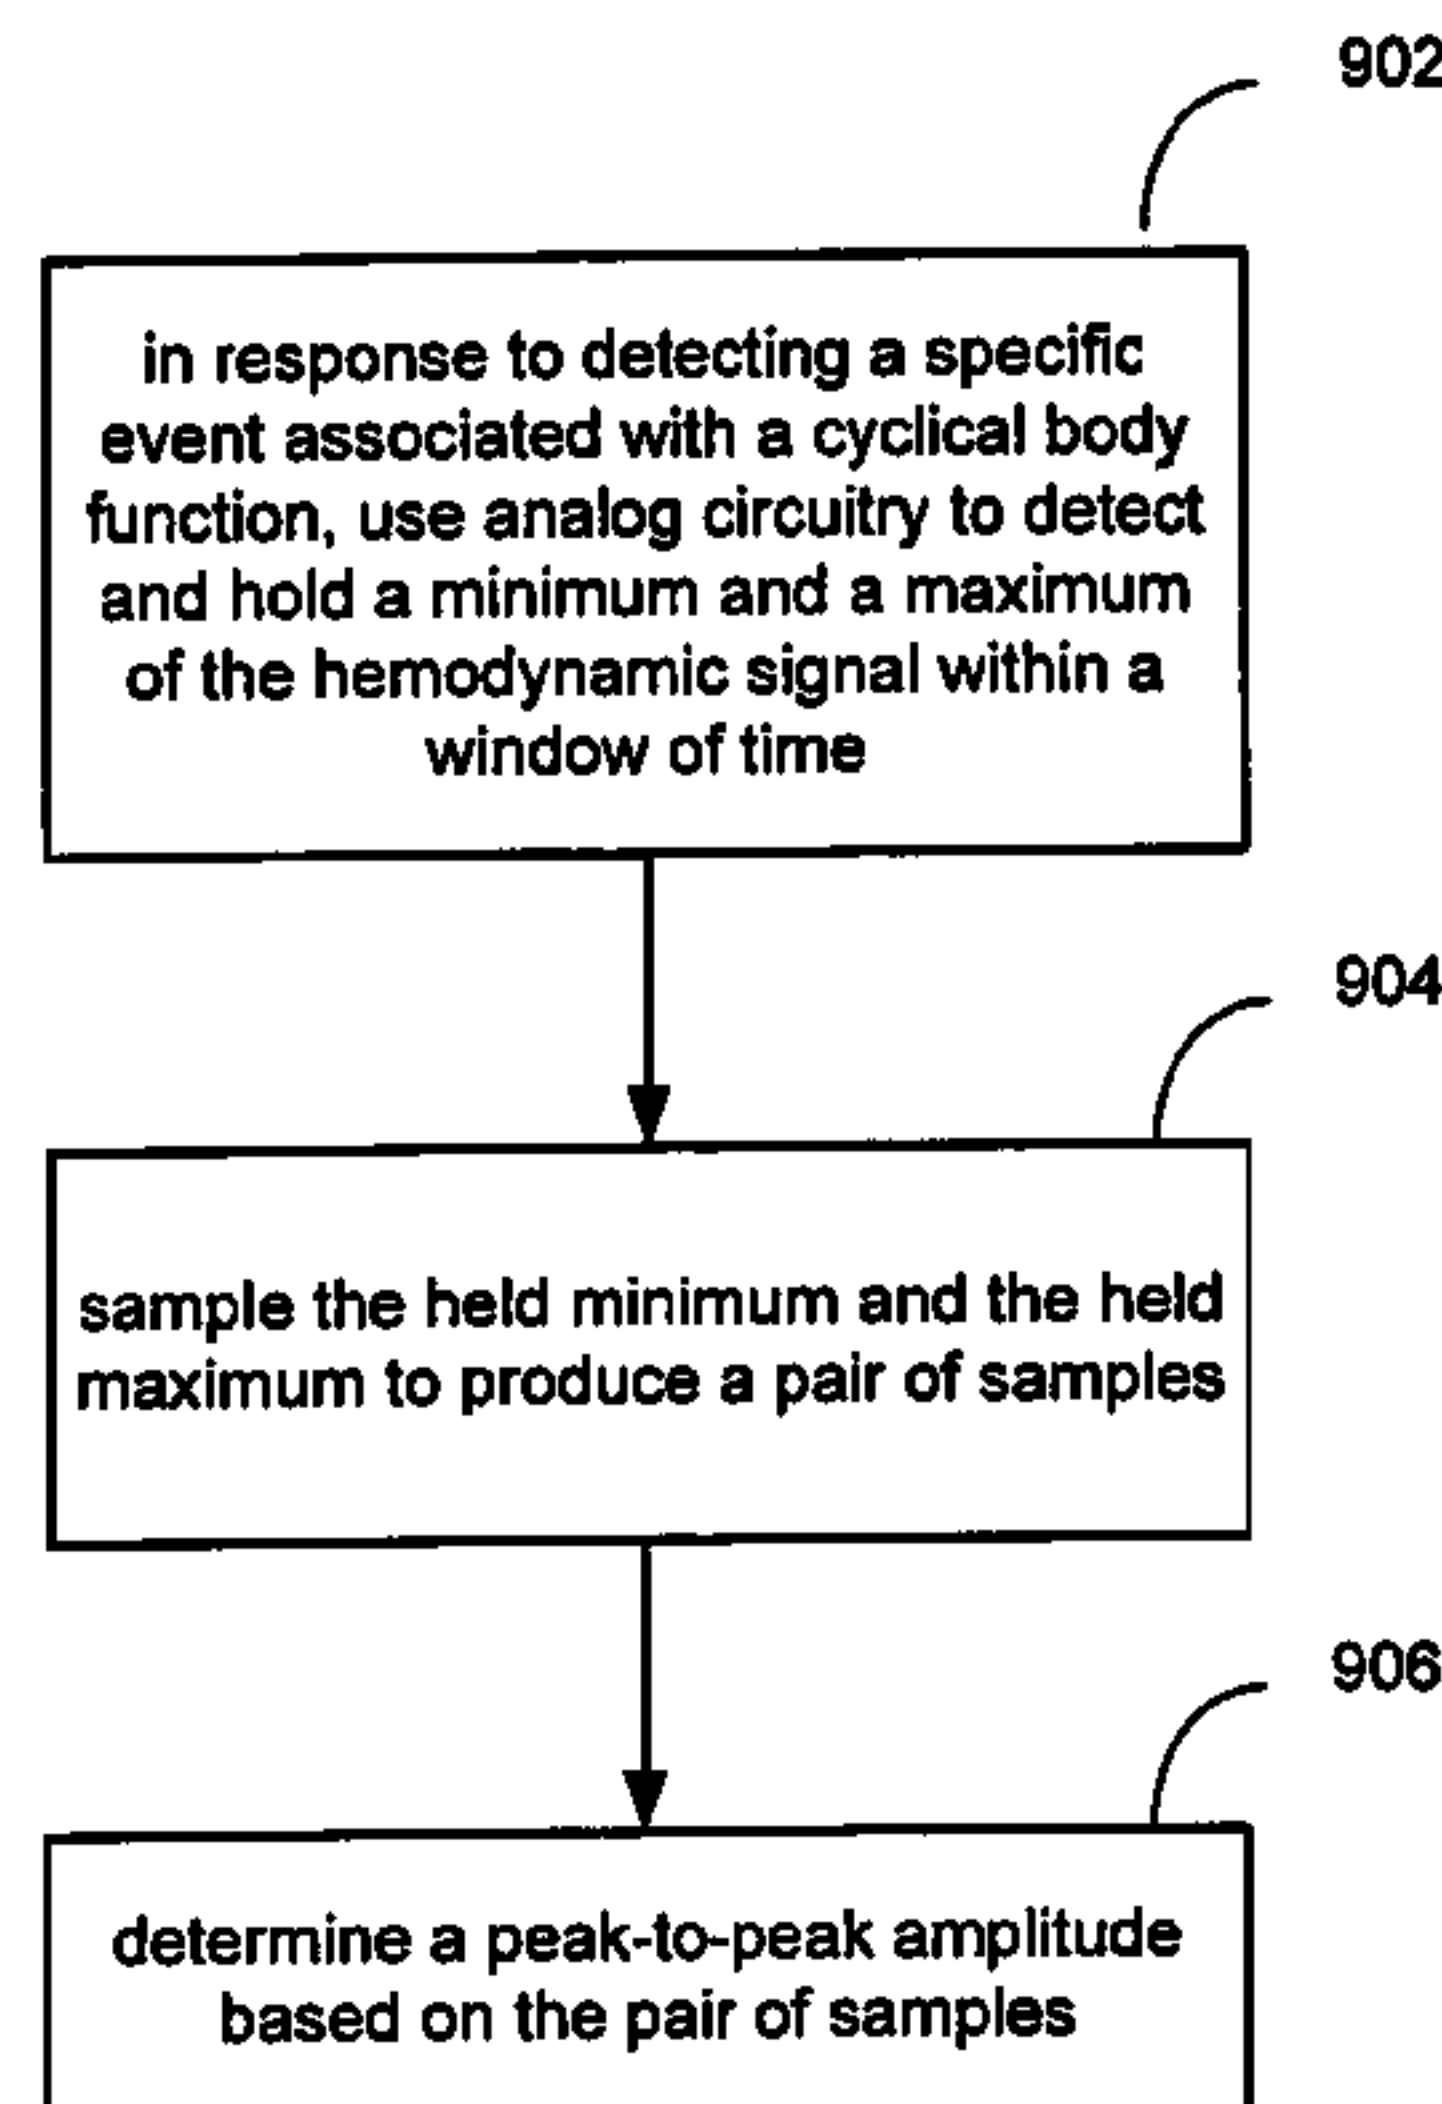 902
in response to detecting a specific
event associated with a cyclical body
function, use analog circuitry to detect
and hold a minimum and a maximum
of the hemodynamic signal within a
window of time
904
sample the held minimum and the held
maximum to produce a pair of samples
906
determine a peak-to-peak amplitude
based on the pair of samples